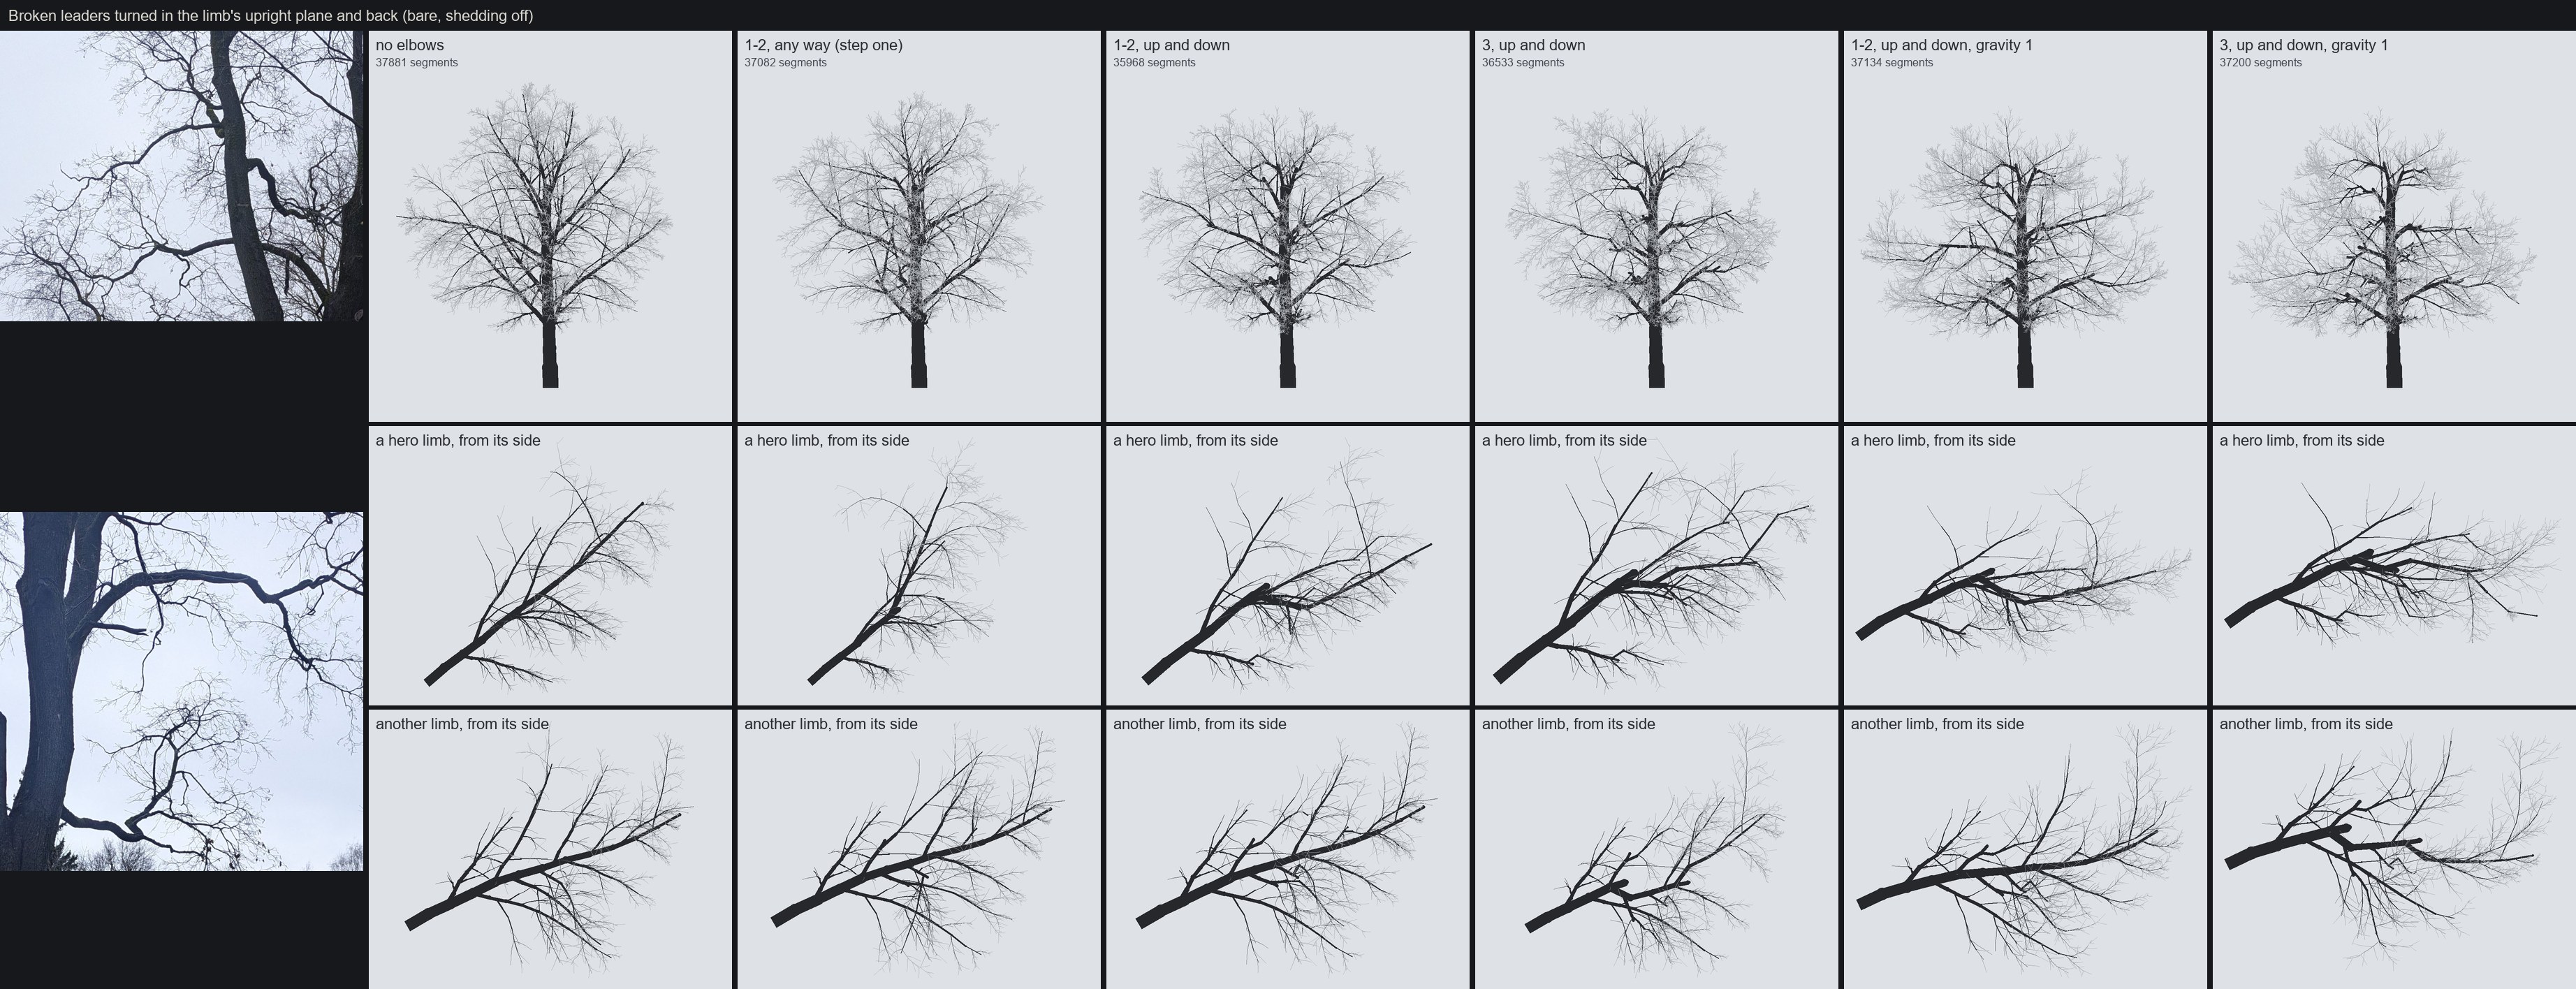 Broken leaders turned in the limb's upright plane and back (bare, shedding off)
no elbows
37881 segments
1-2, any way (step one)
37082 segments
1-2, up and down
35968 segments
3, up and down
36533 segments
1-2, up and down, gravity 1
37134 segments
3, up and down, gravity 1
37200 segments
a hero limb, from its side
a hero limb, from its side
a hero limb, from its side
a hero limb, from its side
a hero limb, from its side
a hero limb, from its side
another limb, from its side
another limb, from its side
another limb, from its side
another limb, from its side
another limb, from its side
another limb, from its side